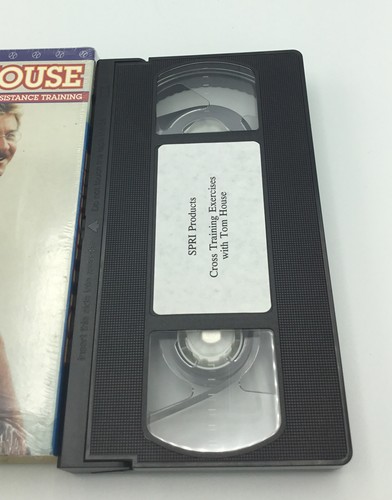 OUSE
SISTANCE TRAINING
SPRI Products
Cross Training Exercises
with Tom House